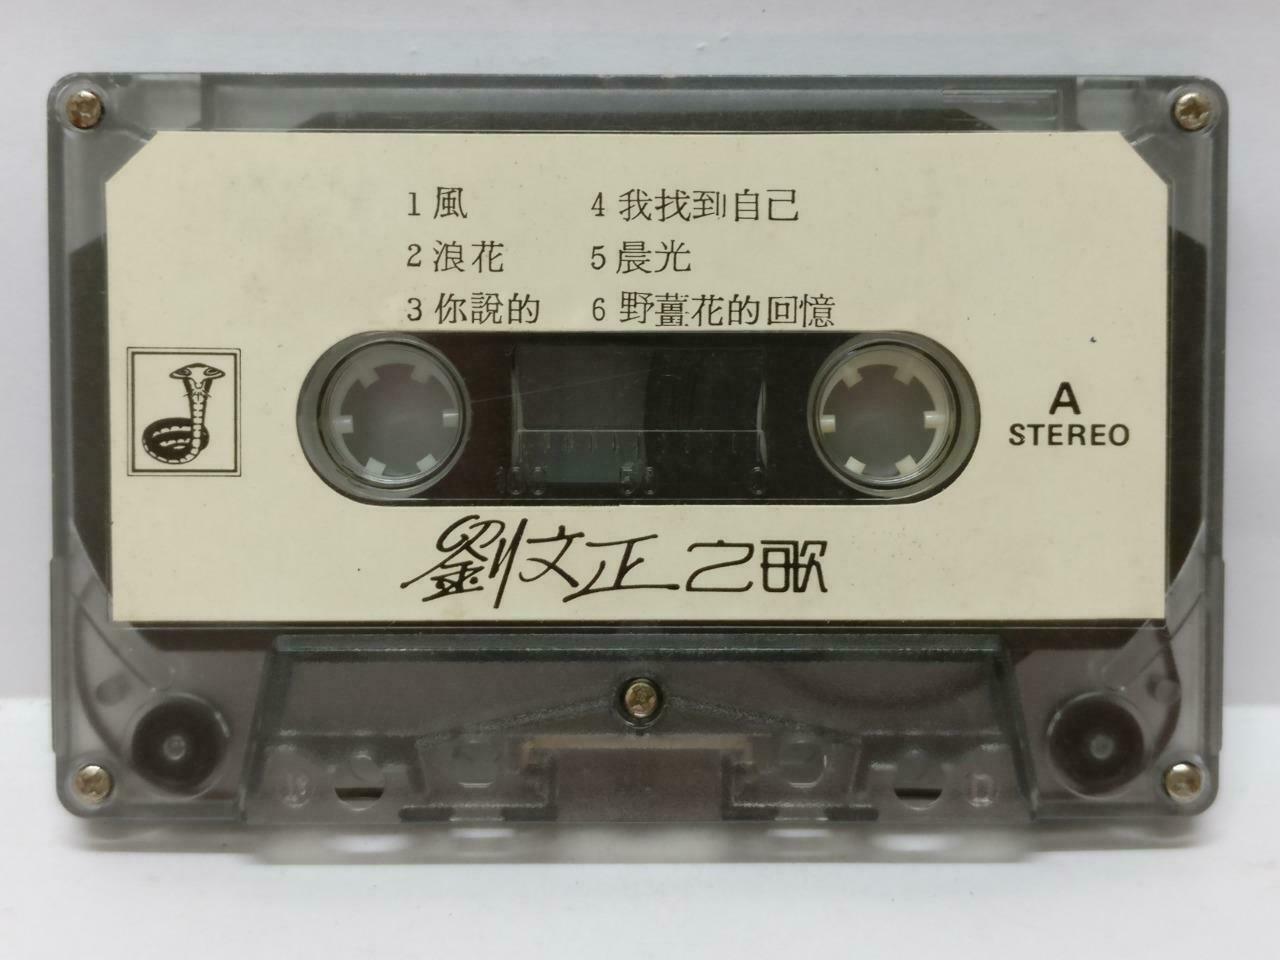 1 風
2 浪花
3 你說的
4 我找到自己
5 晨光
6 野薑花的回憶
A
STEREO
劉文正之歌